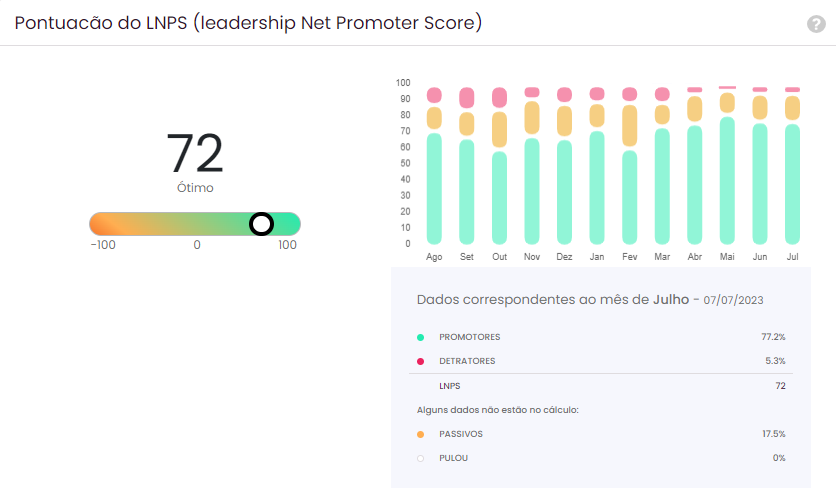 Pontuacão do LNPS (leadership Net Promoter Score)
?
72
Ótimo
-100 0 100
100
90
80
70
60
50
40
30
20
10
0
Ago Set Out Nov Dez Jan Fev Mar Abr Mai Jun Jul
Dados correspondentes ao mês de Julho - 07/07/2023
PROMOTORES 77.2%
DETRATORES 5.3%
LNPS 72
Alguns dados não estão no cálculo:
PASSIVOS 17.5%
PULOU 0%